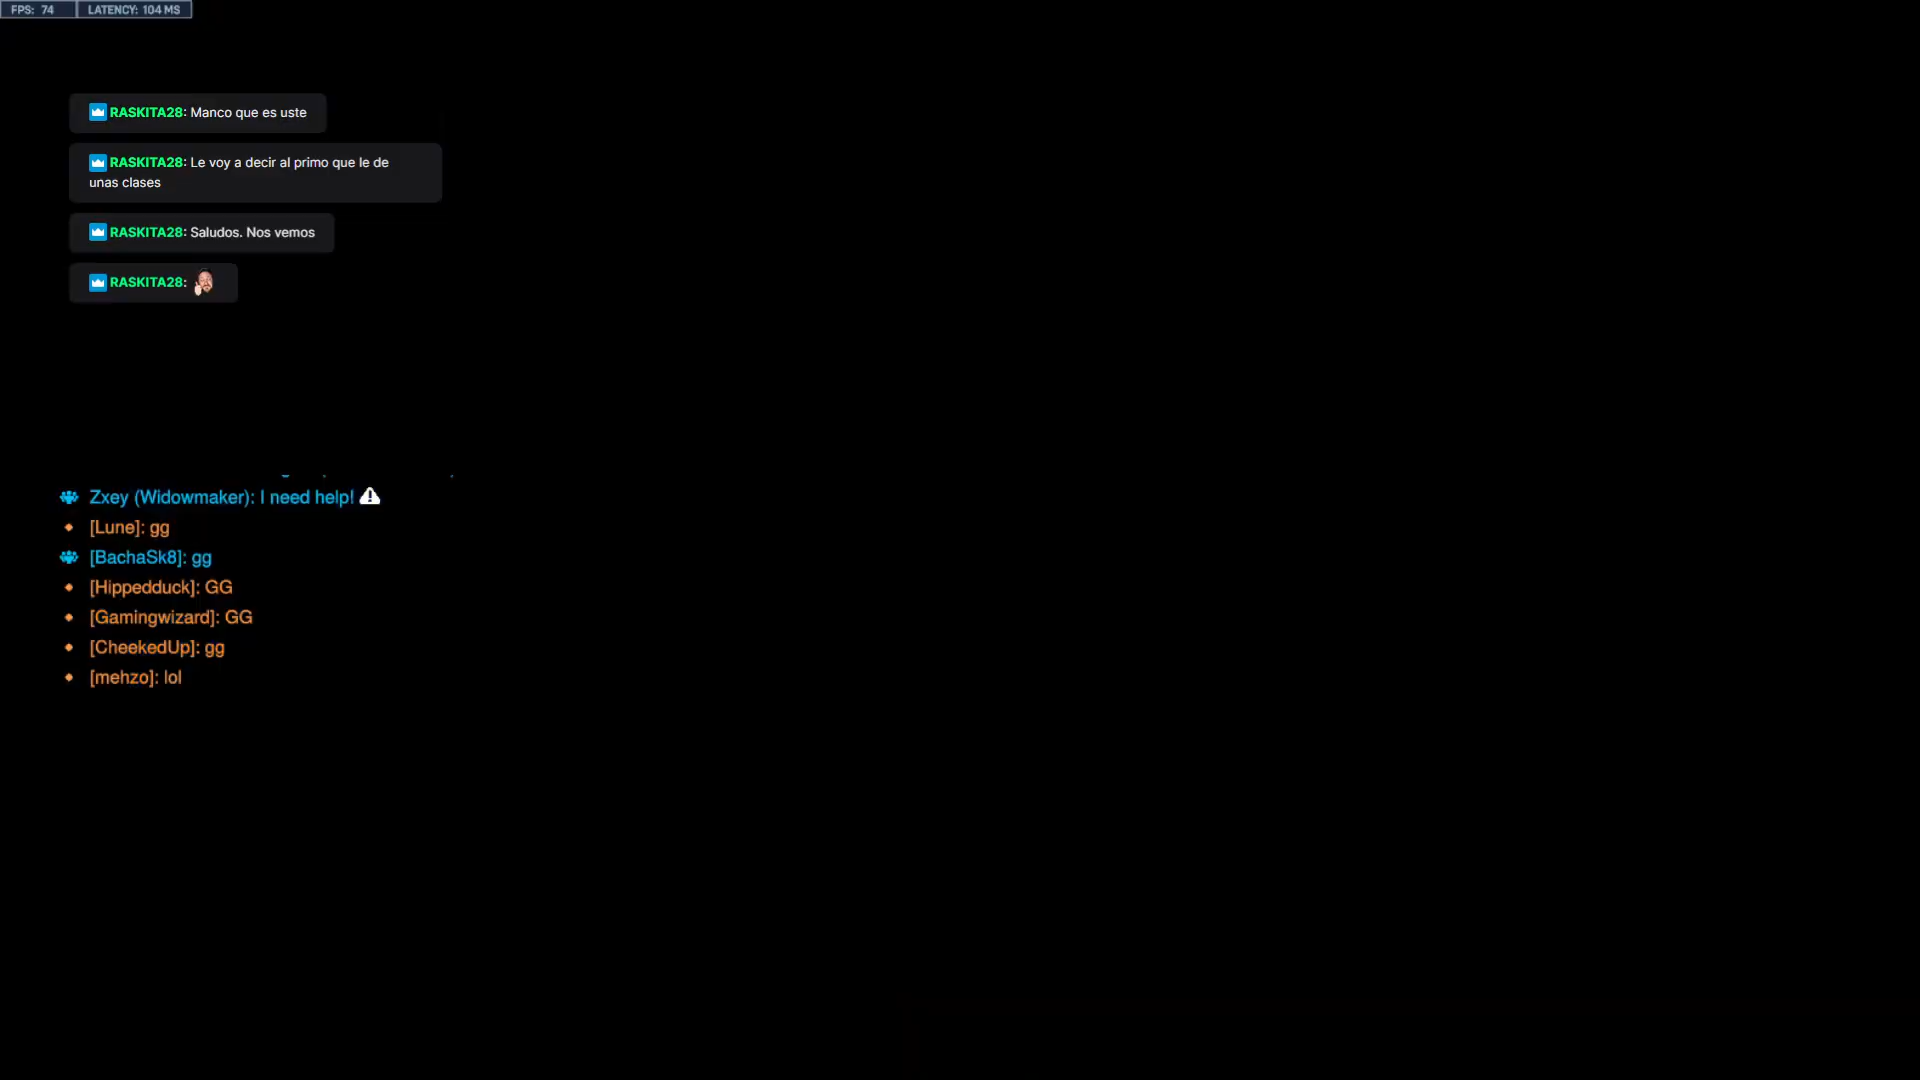 FPS: 74 LATENCY: 104 MS
RASKITA28: Manco que es uste
RASKITA28: Le voy a decir al primo que le de
unas clases
RASKITA28: Saludos. Nos vemos
RASKITA28:
Zxey (Widowmaker): I need help!
[Lune]: gg
[BachaSk8]: gg
[Hippedduck]: GG
[Gamingwizard]: GG
[CheekedUp]: gg
[mehzo]: lol